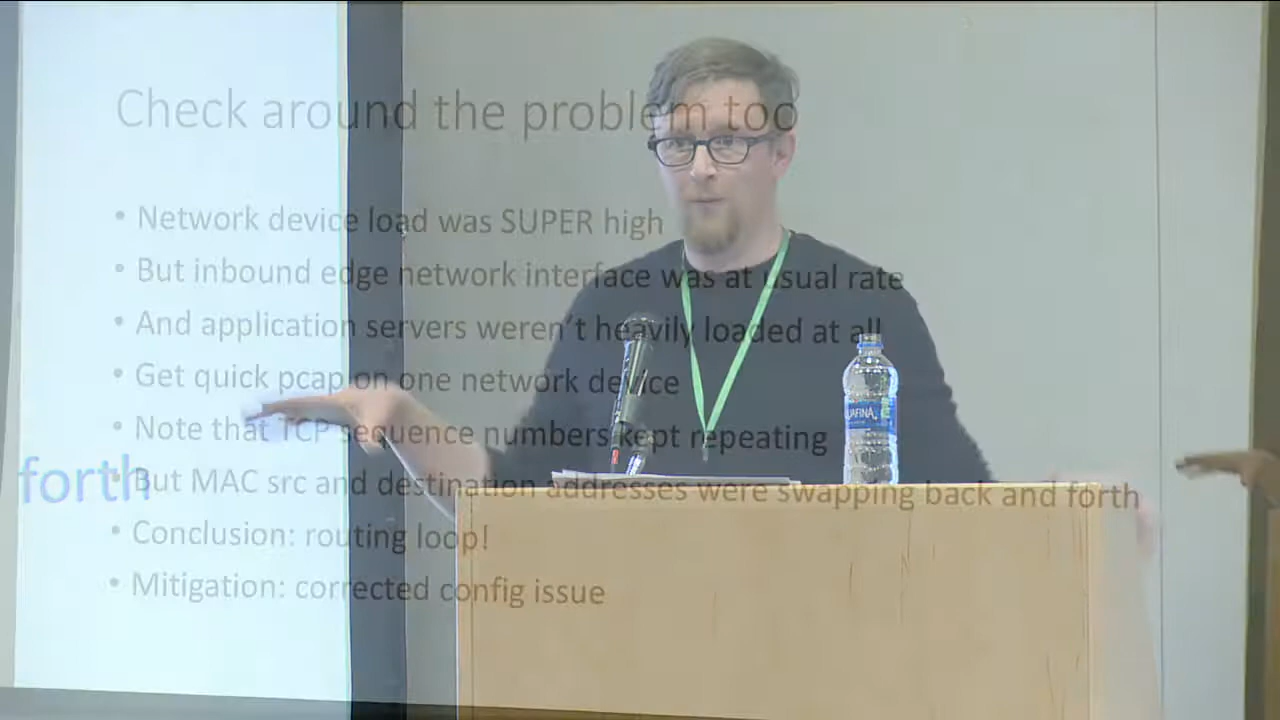 Check around the problem too
• Network device load was SUPER high
• But inbound edge network interface was at usual rate
• And application servers weren't heavily loaded at all
• Get quick pcap on one network device
• Note that TCP sequence numbers kept repeating
• But MAC src and destination addresses were swapping back and forth
forth
• Conclusion: routing loop!
• Mitigation: corrected config issue